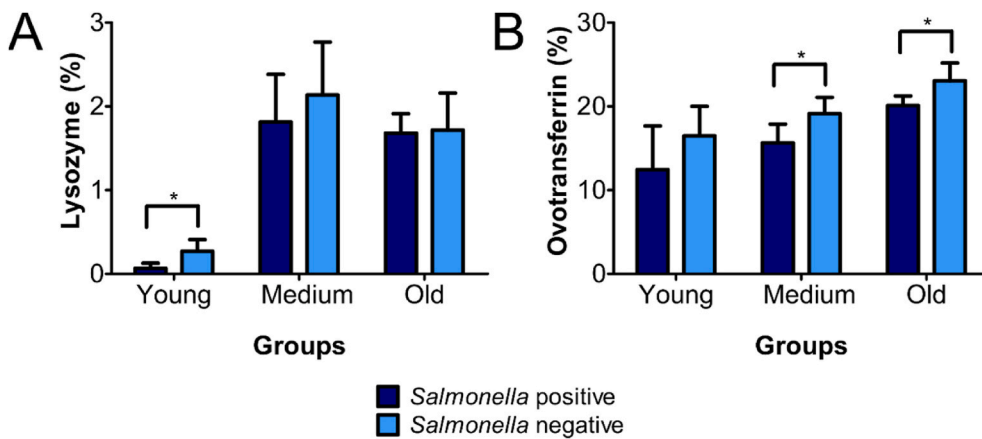 A
Lysozyme (%)
3
2
1
0
*
Young Medium Old
Groups
B
Ovotransferrin (%)
30
20
10
0
*
*
Young Medium Old
Groups
Salmonella positive
Salmonella negative